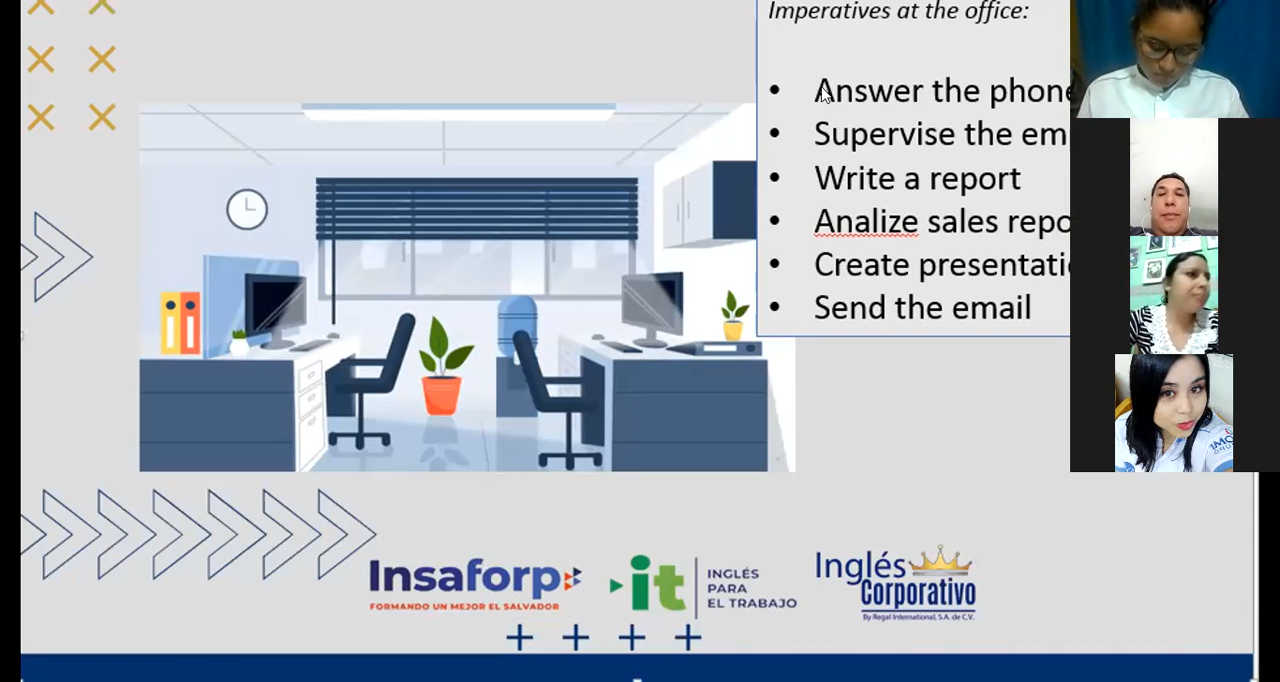 Imperatives at the office:
• Answer the phone
• Supervise the em
• Write a report
• Analize sales repo
• Create presentati
• Send the email
Insaforp
FORMANDO UN MEJOR EL SALVADOR
it
INGLÉS
PARA
EL TRABAJO
Inglés
Corporativo
By Regal International, S.A. de C.V.